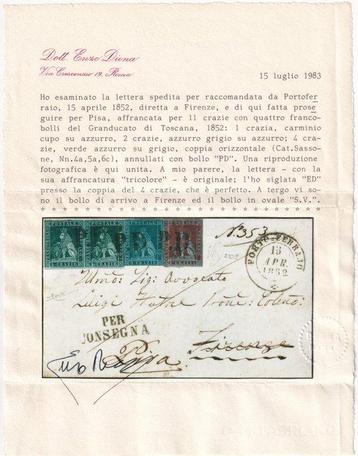 Dott. Enzo Diena
Via Crescenzio 19, Roma
15 luglio 1983
Ho esaminato la lettera spedita per raccomandata da Portofer
raio, 15 aprile 1852, diretta a Firenze, e di qui fatta prose
guire per Pisa, affrancata per 11 crazie con quattro franco-
bolli del Granducato di Toscana, 1852: 1 crazia, carminio
cupo su azzurro, 2 crazie, azzurro grigio su azzurro; 4 cra-
zie, verde azzurro su grigio, coppia orizzontale (Cat.Sasso-
ne, Nn.4a,5a,6c), annullati con bollo "PD". Una riproduzione
fotografica è qui unita. A mio parere, la lettera - con la
sua affrancatura "tricolore" - è originale: l'ho siglata "ED"
presso la coppia del 4 crazie, che è perfetto. A tergo vi so
no il bollo di arrivo a Firenze ed il bollo in ovale "S.V.".
PORTO-FERRAJO
15
APR.
1852
Luigi
PER
CONSEGNA
Firenze